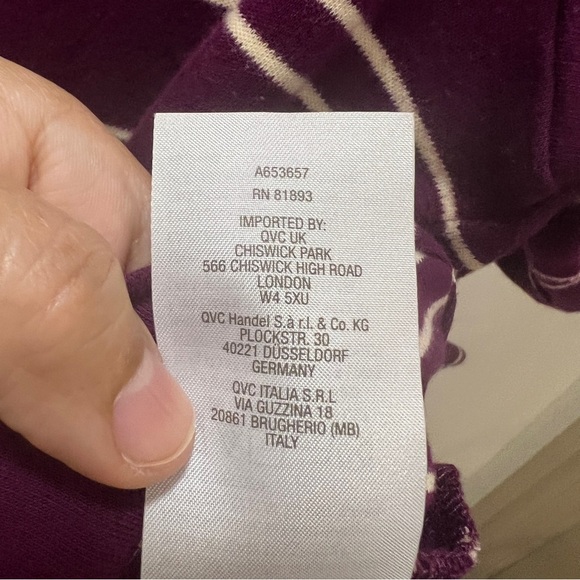 A653657
RN 81893
IMPORTED BY:
QVC UK
CHISWICK PARK
566 CHISWICK HIGH ROAD
LONDON
W4 5XU
QVC Handel S.à r.l. & Co. KG
PLOCKSTR. 30
40221 DÜSSELDORF
GERMANY
QVC ITALIA S.R.L
VIA GUZZINA 18
20861 BRUGHERIO (MB)
ITALY